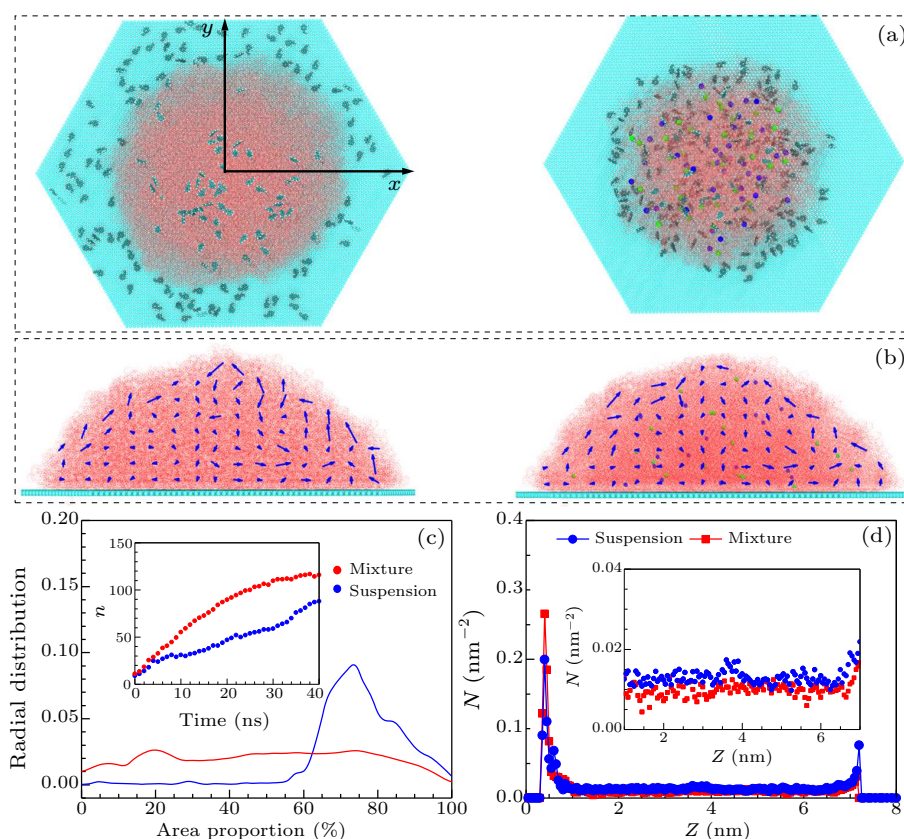 (a)
y
x
(b)
(c)
Radial distribution
0.20
0.15
0.10
0.05
0.00
0 20 40 60 80 100
Area proportion (%)
n
150
100
50
0
0 10 20 30 40
Time (ns)
Mixture
Suspension
(d)
N (nm−2)
0.4
0.3
0.2
0.1
0.0
0 2 4 6 8
Z (nm)
Suspension Mixture
N (nm−2)
0.04
0.02
0.00
2 4 6
Z (nm)